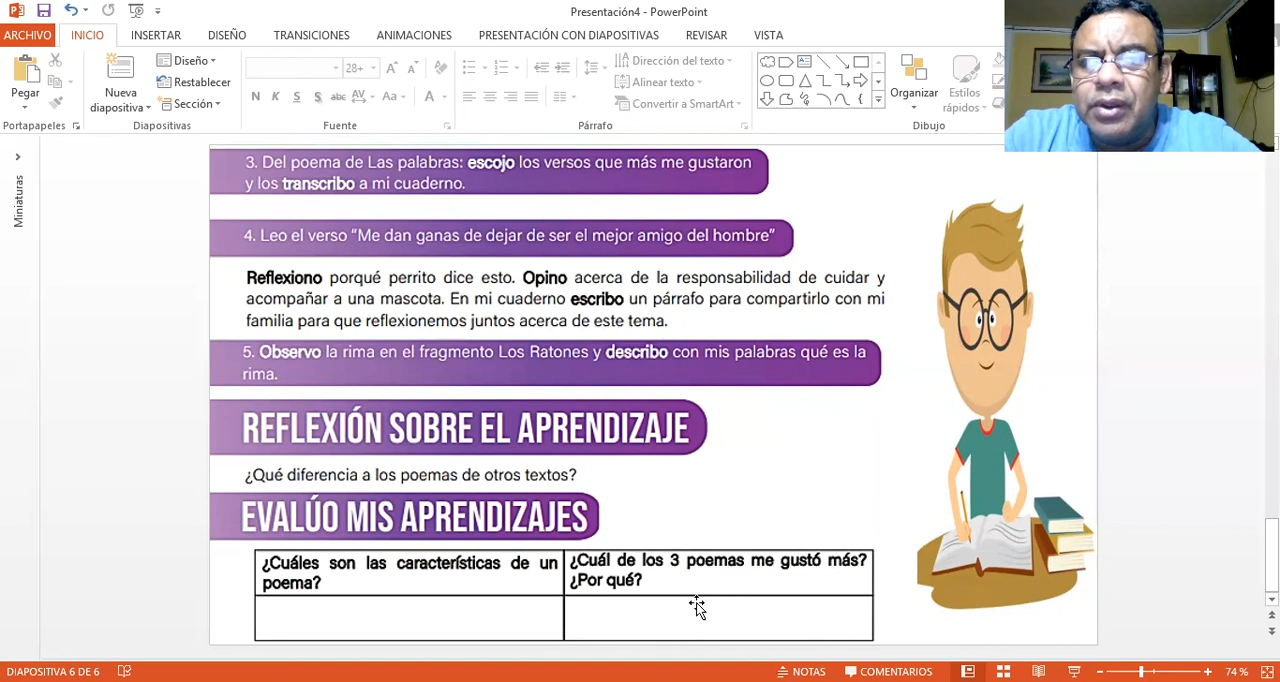 Presentación4 - PowerPoint
ARCHIVO INICIO INSERTAR DISEÑO TRANSICIONES ANIMACIONES PRESENTACIÓN CON DIAPOSITIVAS REVISAR VISTA
Pegar
Nueva diapositiva
Diseño
Restablecer
Sección
28+
N K S S abc AV Aa A
Dirección del texto
Alinear texto
Convertir a SmartArt
Organizar
Estilos rápidos
Portapapeles Diapositivas Fuente Párrafo Dibujo
Miniaturas
3. Del poema de Las palabras: escojo los versos que más me gustaron
y los transcribo a mi cuaderno.
4. Leo el verso "Me dan ganas de dejar de ser el mejor amigo del hombre"
Reflexiono porqué perrito dice esto. Opino acerca de la responsabilidad de cuidar y
acompañar a una mascota. En mi cuaderno escribo un párrafo para compartirlo con mi
familia para que reflexionemos juntos acerca de este tema.
5. Observo la rima en el fragmento Los Ratones y describo con mis palabras qué es la
rima.
REFLEXIÓN SOBRE EL APRENDIZAJE
¿Qué diferencia a los poemas de otros textos?
EVALÚO MIS APRENDIZAJES
¿Cuáles son las características de un
poema?
¿Cuál de los 3 poemas me gustó más?
¿Por qué?
DIAPOSITIVA 6 DE 6 NOTAS COMENTARIOS 74 %